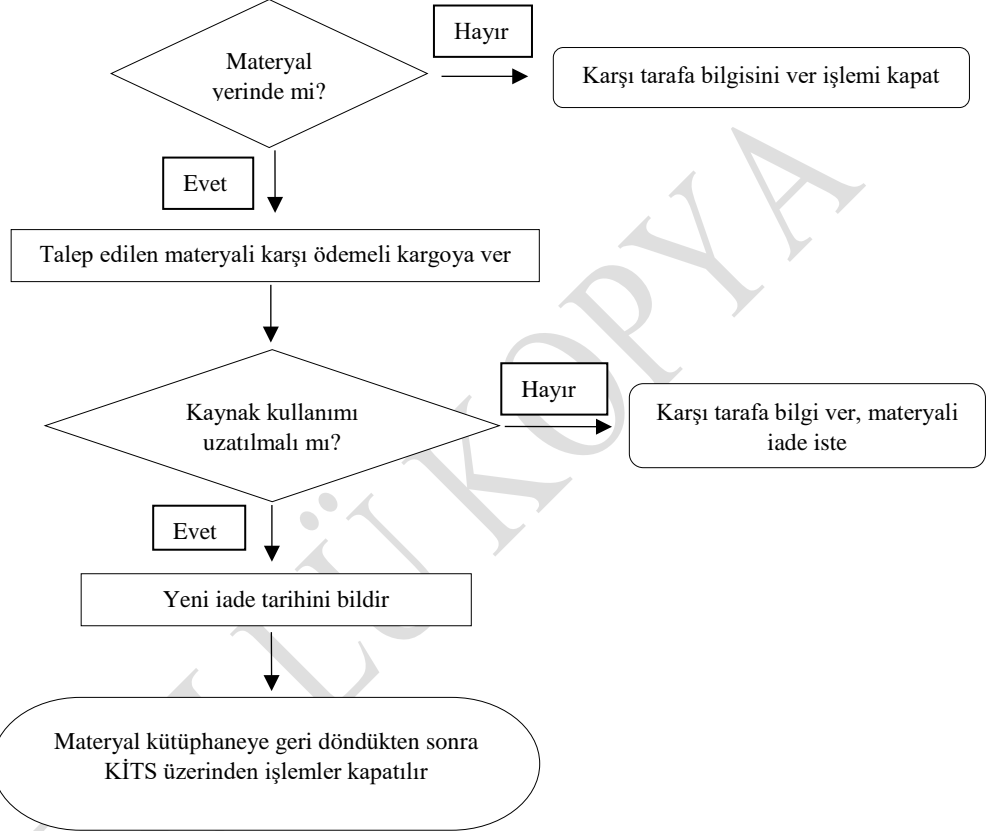 Hayır
Materyal
yerinde mi?
Karşı tarafa bilgisini ver işlemi kapat
Evet
Talep edilen materyali karşı ödemeli kargoya ver
Hayır
Kaynak kullanımı
uzatılmalı mı?
Karşı tarafa bilgi ver, materyali
iade iste
Evet
Yeni iade tarihini bildir
Materyal kütüphaneye geri döndükten sonra
KİTS üzerinden işlemler kapatılır
LLÜ KOPYA